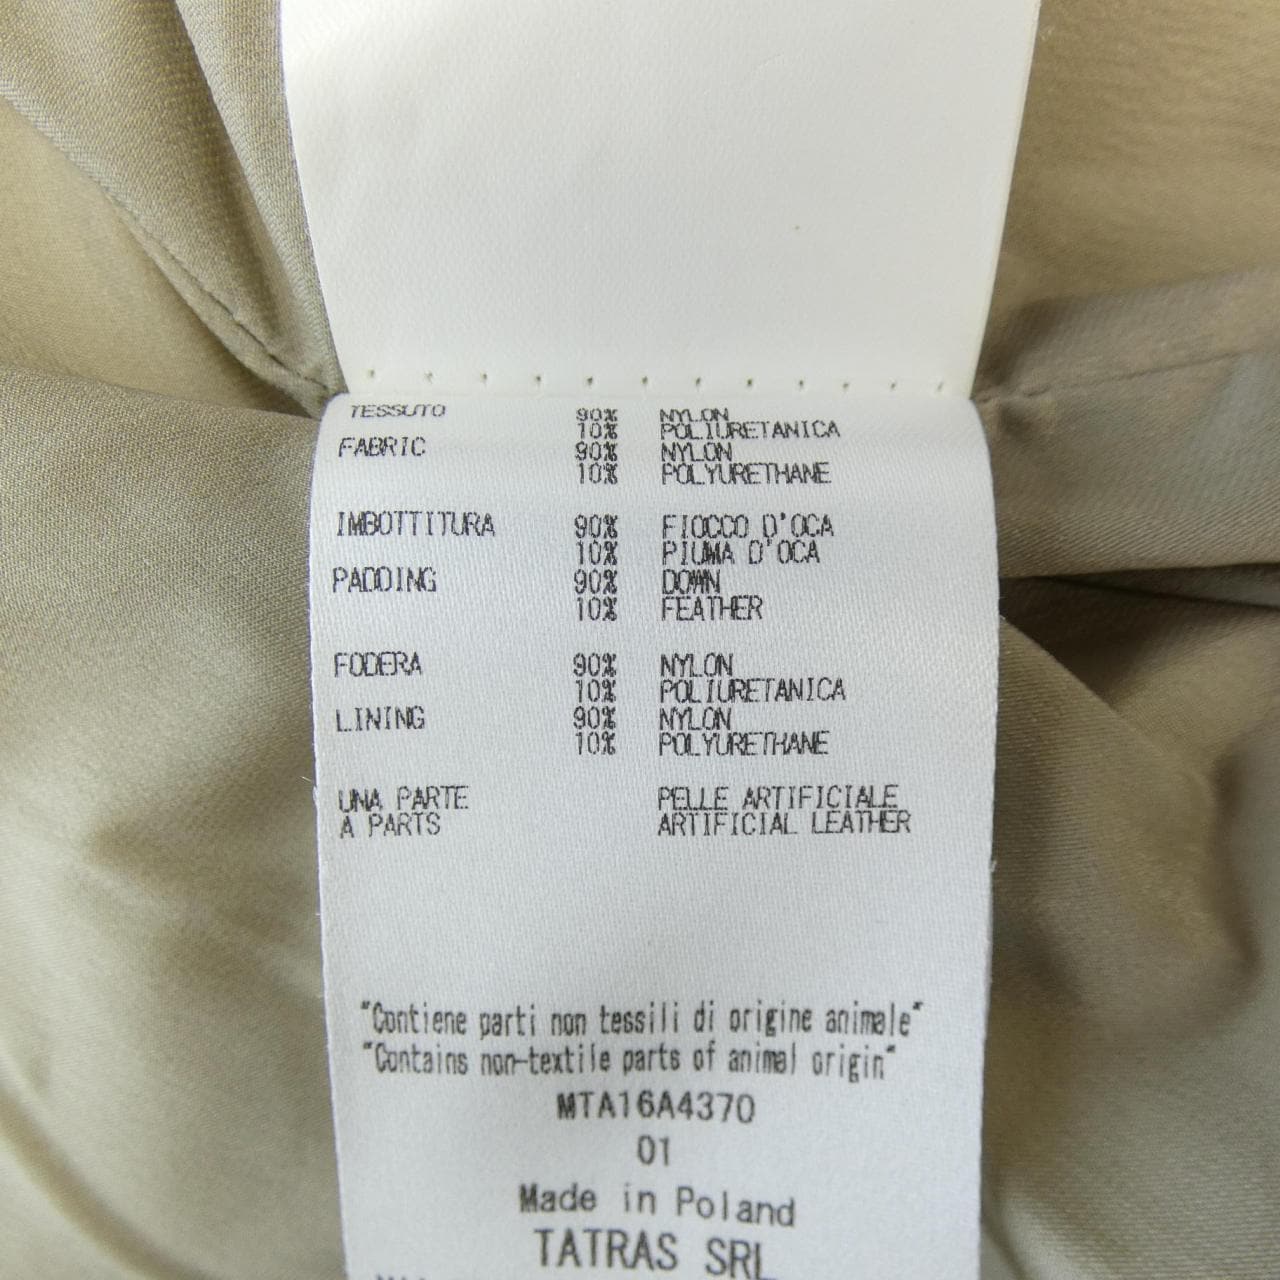 TESSUTO 90% NYLON
10% POLIURETANICA
FABRIC 90% NYLON
10% POLYURETHANE
IMBOTTITURA 90% FIOCCO D'OCA
10% PIUMA D'OCA
PADDING 90% DOWN
10% FEATHER
FODERA 90% NYLON
10% POLIURETANICA
LINING 90% NYLON
10% POLYURETHANE
UNA PARTE PELLE ARTIFICIALE
A PARTS ARTIFICIAL LEATHER
"Contiene parti non tessili di origine animale"
"Contains non-textile parts of animal origin"
MTA16A4370
01
Made in Poland
TATRAS SRL